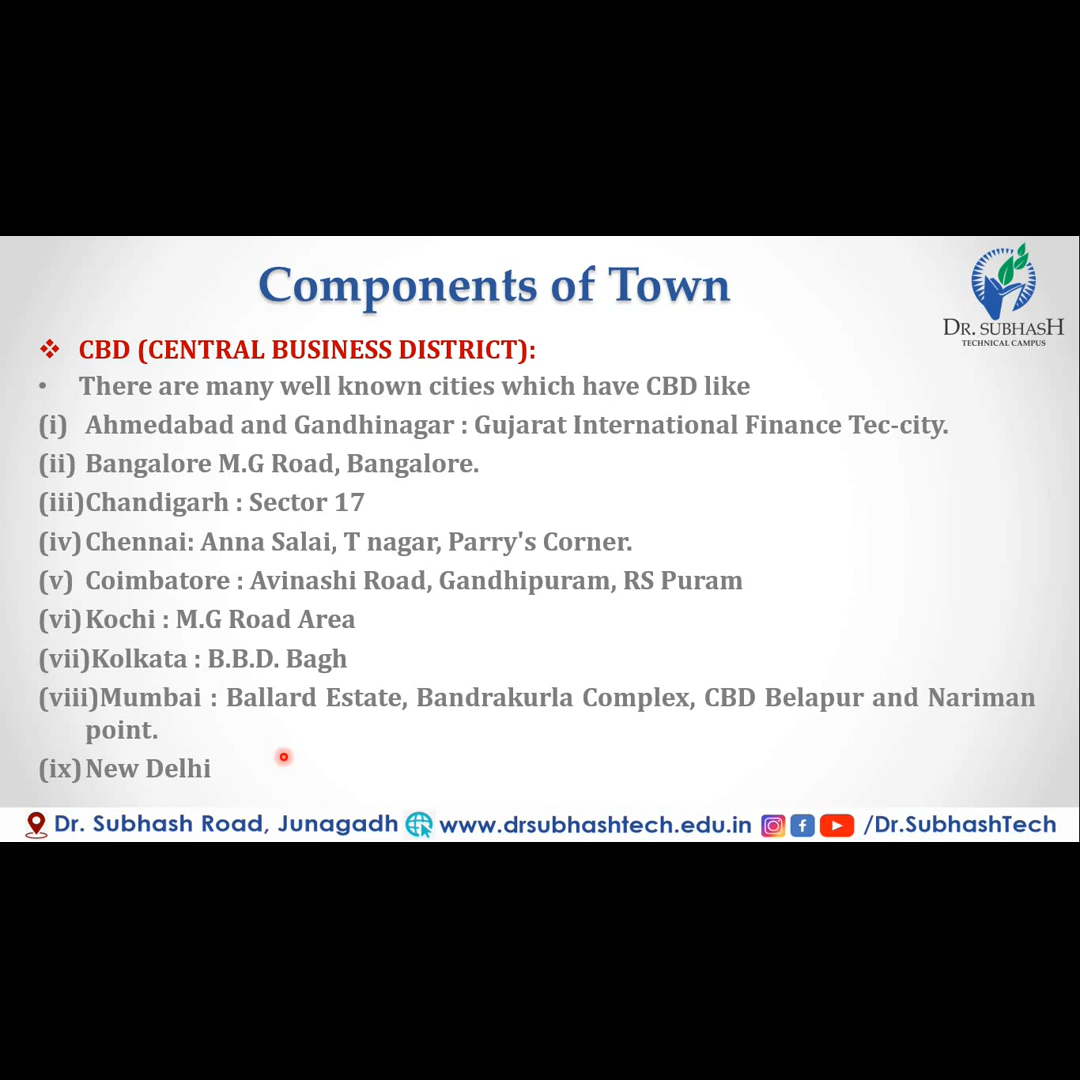 Components of Town
DR. SUBHASH
TECHNICAL CAMPUS
❖ CBD (CENTRAL BUSINESS DISTRICT):
• There are many well known cities which have CBD like
(i) Ahmedabad and Gandhinagar : Gujarat International Finance Tec-city.
(ii) Bangalore M.G Road, Bangalore.
(iii)Chandigarh : Sector 17
(iv) Chennai: Anna Salai, T nagar, Parry's Corner.
(v) Coimbatore : Avinashi Road, Gandhipuram, RS Puram
(vi) Kochi : M.G Road Area
(vii)Kolkata : B.B.D. Bagh
(viii)Mumbai : Ballard Estate, Bandrakurla Complex, CBD Belapur and Nariman
point.
(ix) New Delhi
Dr. Subhash Road, Junagadh www.drsubhashtech.edu.in /Dr.SubhashTech